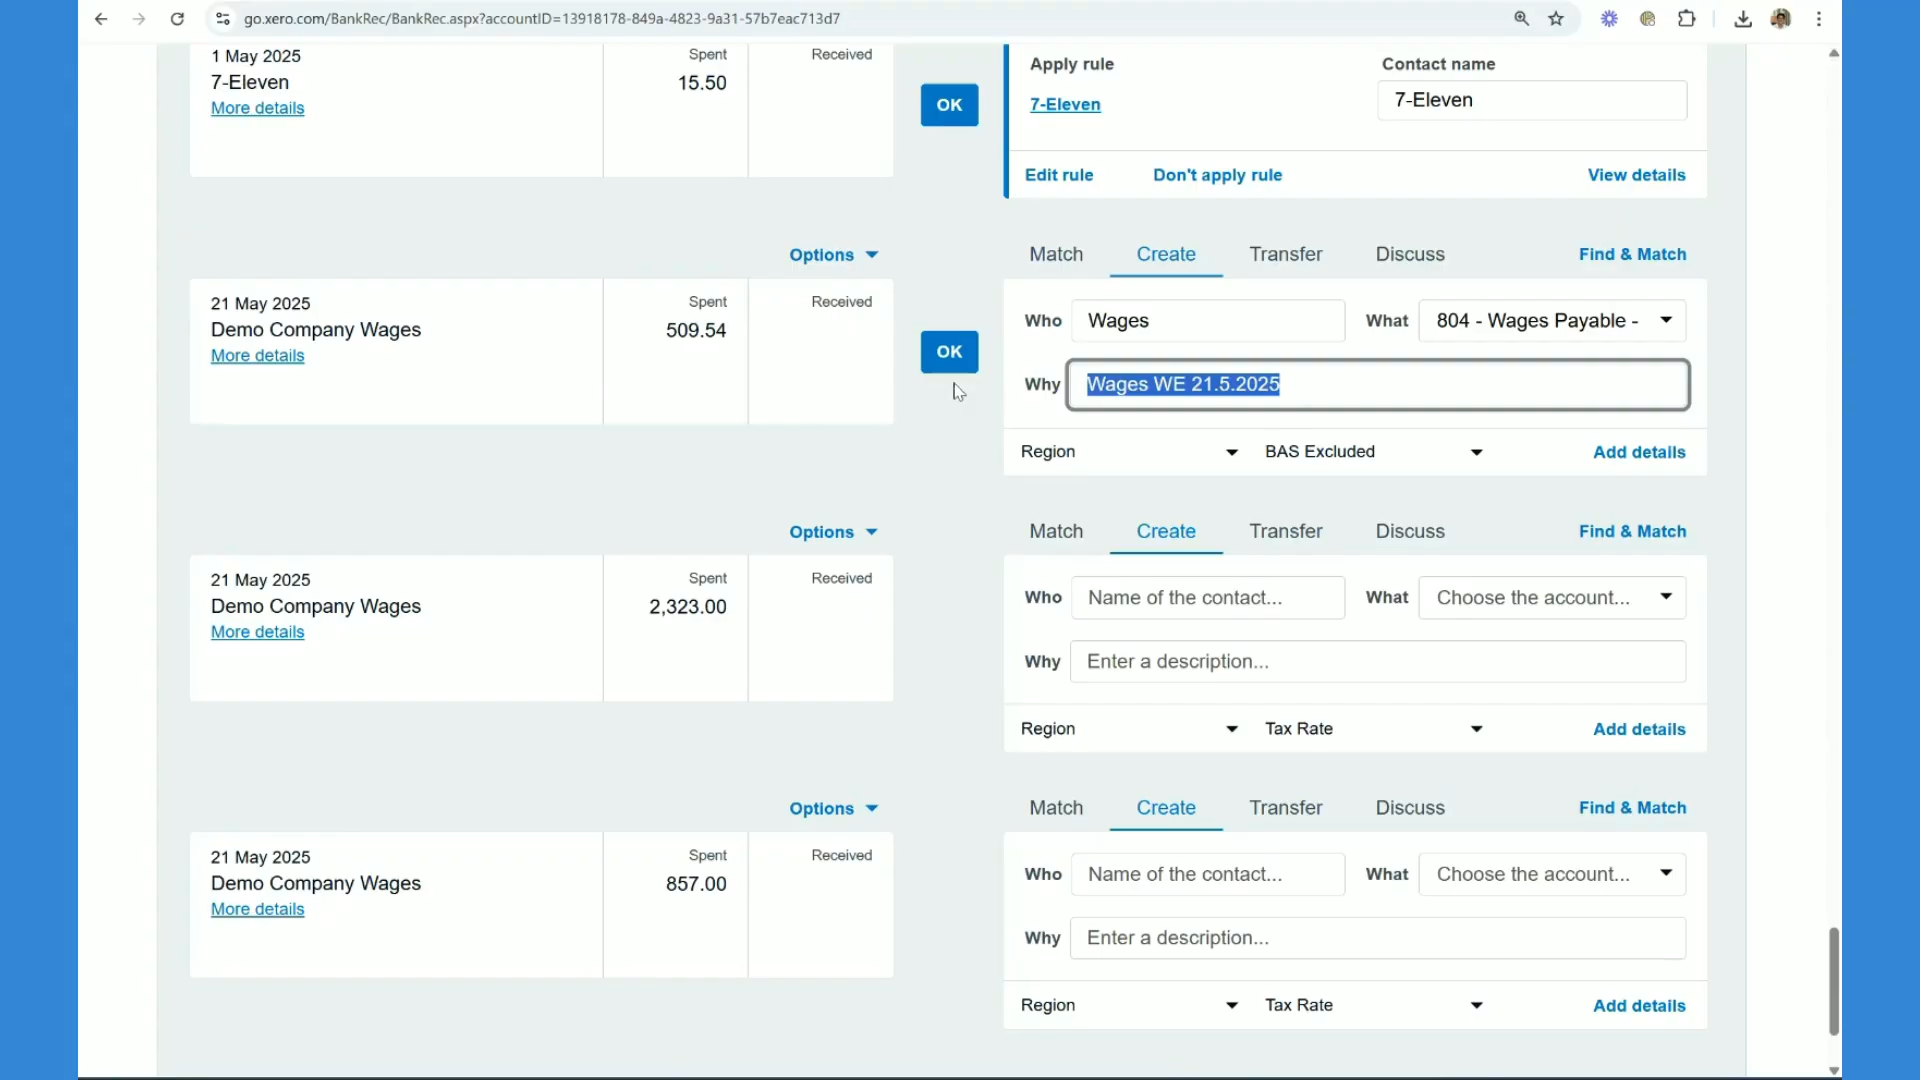 go.xero.com/BankRec/BankRec.aspx?accountID=13918178-849a-4823-9a31-57b7eac713d7
1 May 2025
7-Eleven
More details
Spent
15.50
Received
OK
Apply rule
7-Eleven
Contact name
7-Eleven
Edit rule
Don't apply rule
View details
Options
Match
Create
Transfer
Discuss
Find & Match
21 May 2025
Demo Company Wages
More details
Spent
509.54
Received
OK
Who
Wages
What
804 - Wages Payable -
Why
Wages WE 21.5.2025
Region
BAS Excluded
Add details
Options
Match
Create
Transfer
Discuss
Find & Match
21 May 2025
Demo Company Wages
More details
Spent
2,323.00
Received
Who
Name of the contact...
What
Choose the account...
Why
Enter a description...
Region
Tax Rate
Add details
Options
Match
Create
Transfer
Discuss
Find & Match
21 May 2025
Demo Company Wages
More details
Spent
857.00
Received
Who
Name of the contact...
What
Choose the account...
Why
Enter a description...
Region
Tax Rate
Add details